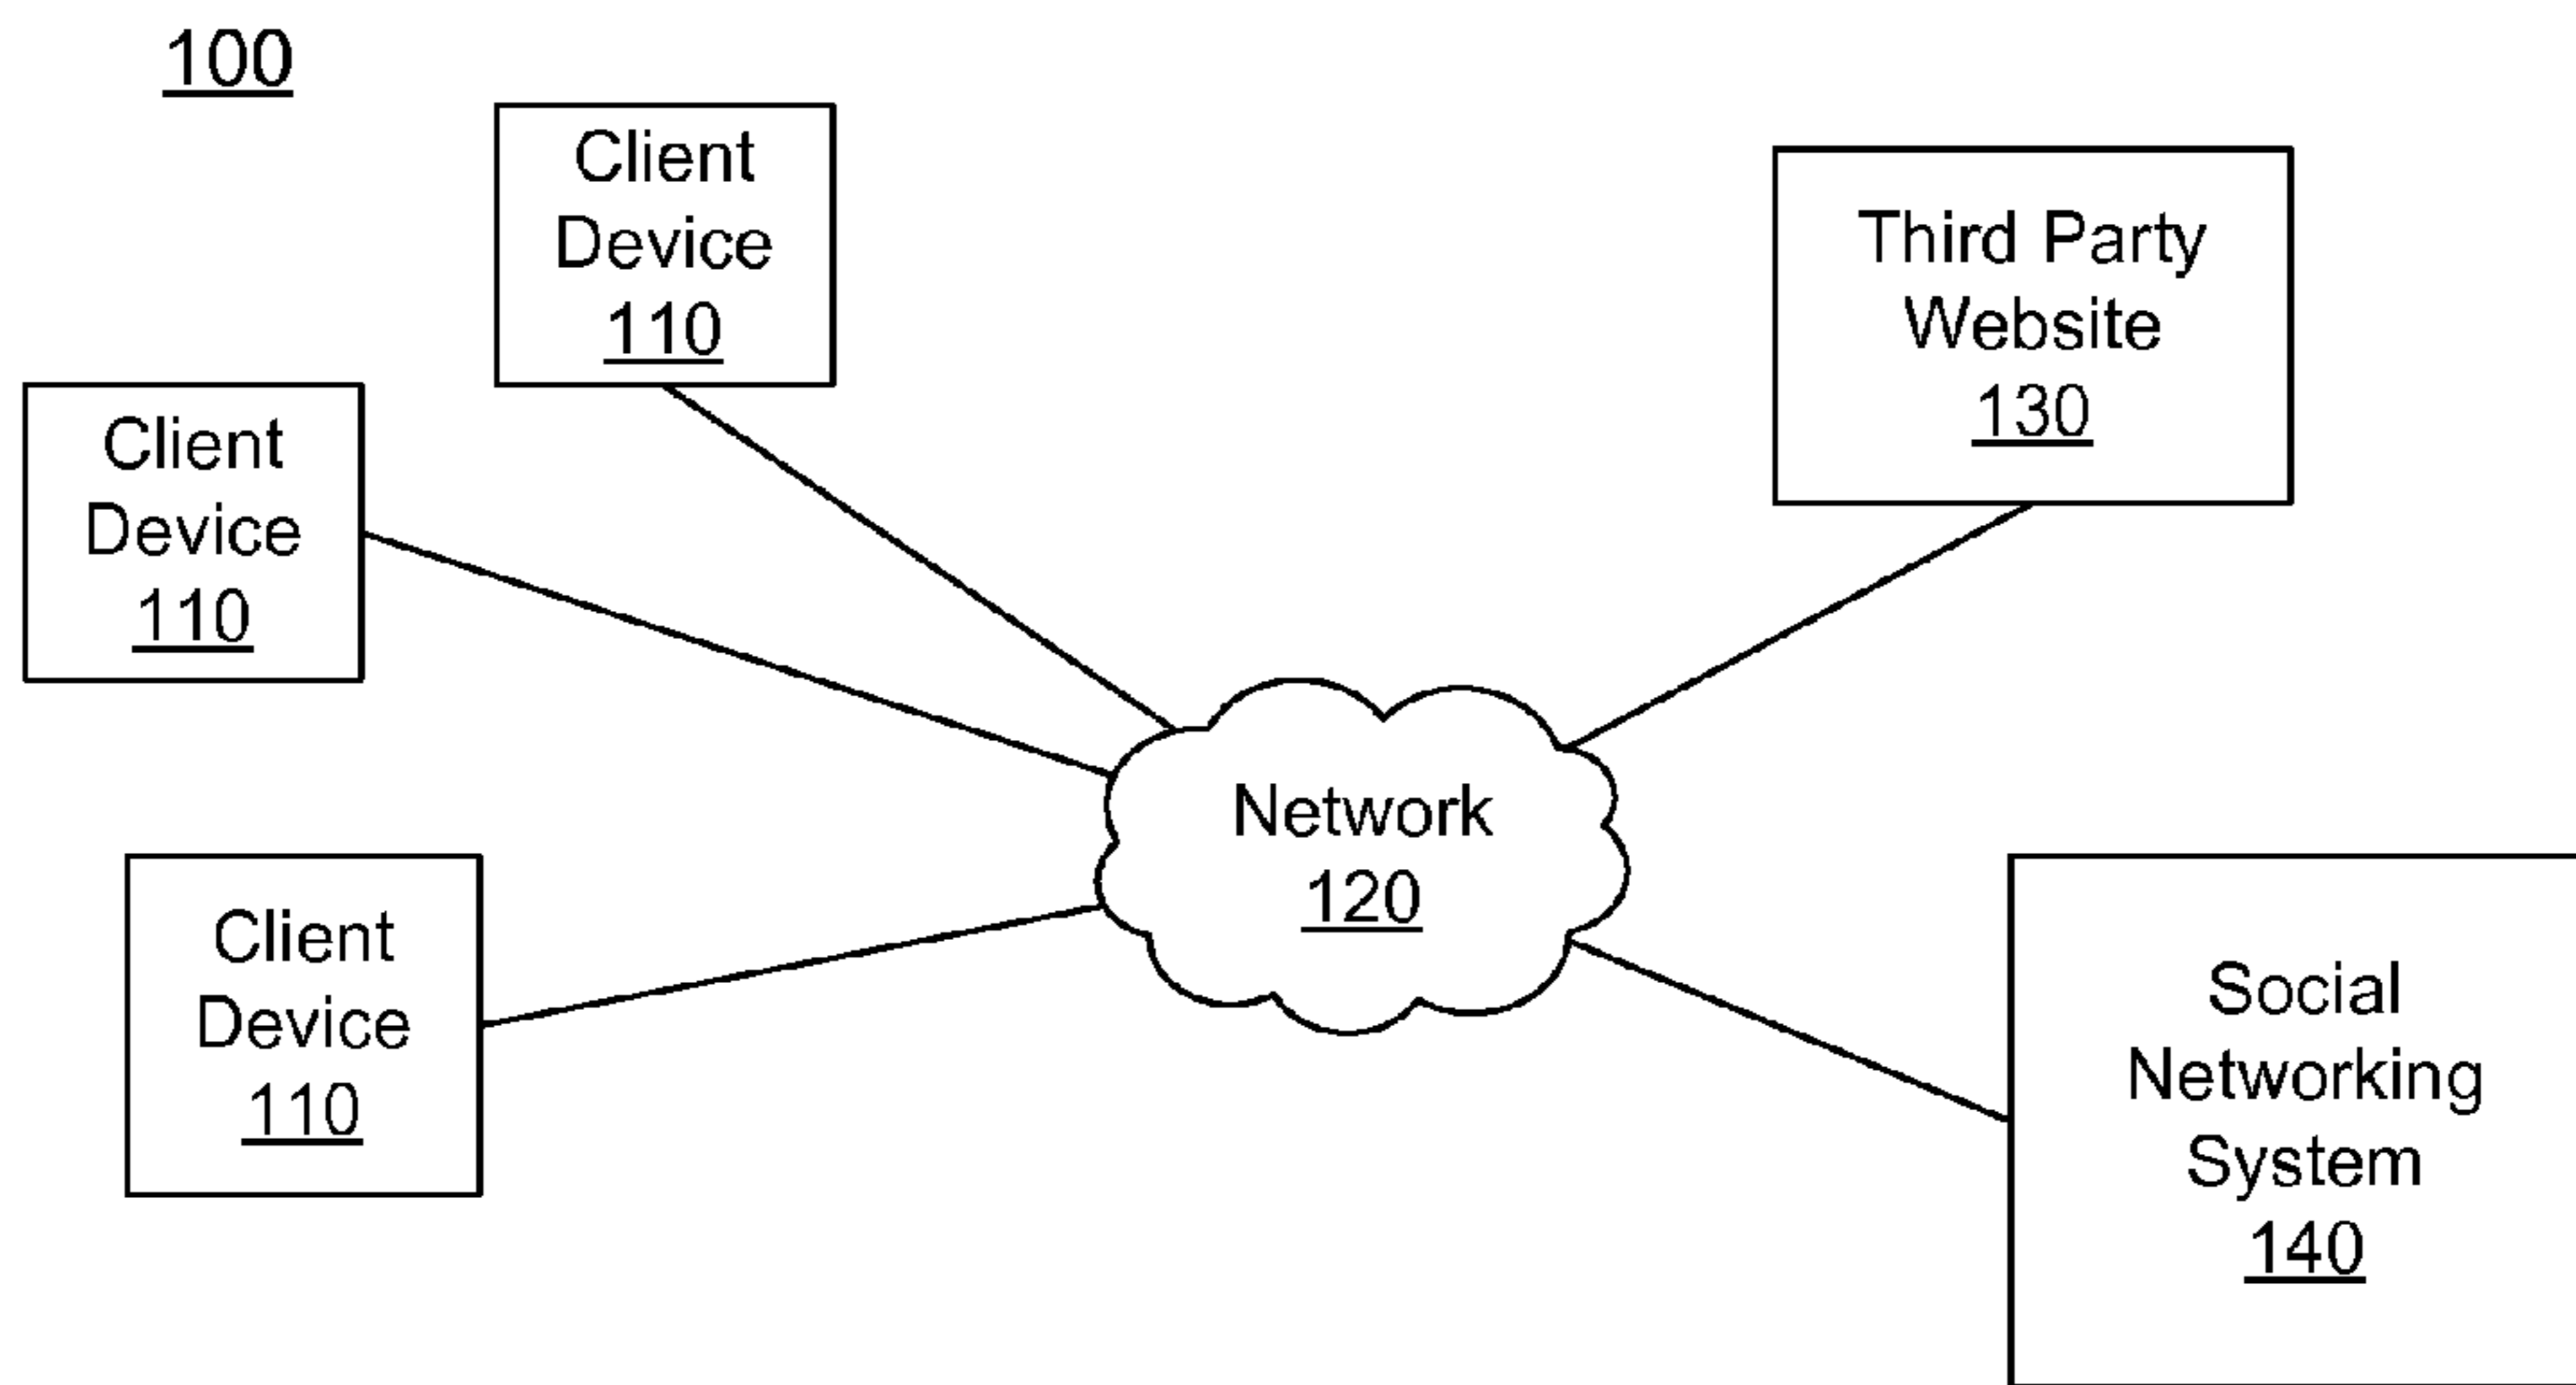 100
Client
Device
110
Client
Device
110
Client
Device
110
Network
120
Third Party
Website
130
Social
Networking
System
140